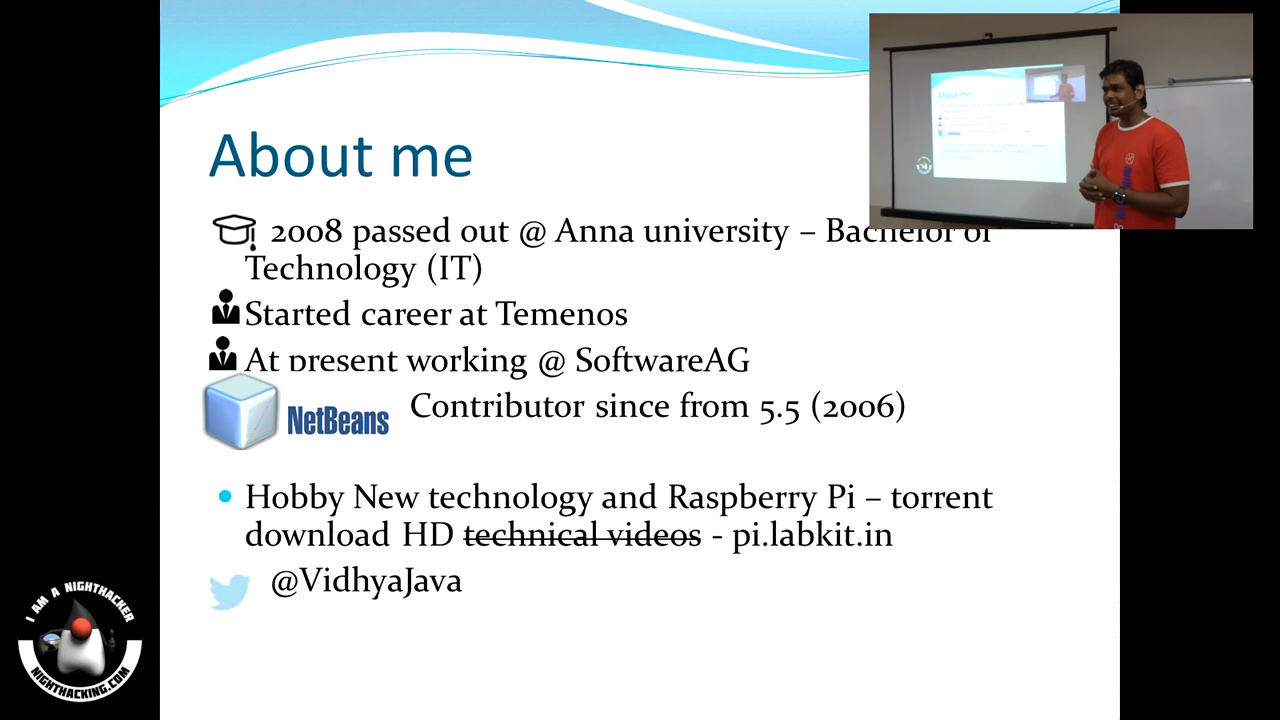 About me
2008 passed out @ Anna university – Bachelor of
Technology (IT)
Started career at Temenos
At present working @ SoftwareAG
NetBeans Contributor since from 5.5 (2006)
Hobby New technology and Raspberry Pi – torrent
download HD technical videos - pi.labkit.in
@VidhyaJava
I AM A NIGHTHACKER
NIGHTHACKING.COM